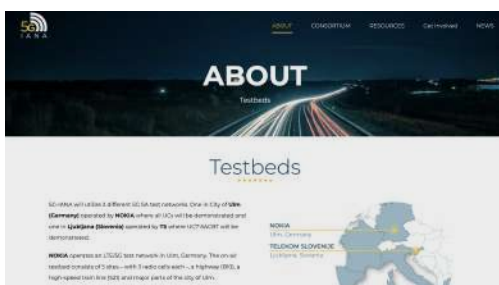 5G
IANA
ABOUT
CONSORTIUM
RESOURCES
Get Involved
NEWS
ABOUT
Testbeds
Testbeds
5G-IANA will utilise 2 different 5G SA test networks. One in City of Ulm
(Germany) operated by NOKIA where all UCs will be demonstrated and
one in Ljubljana (Slovenia) operated by TS where UC7 will be
demonstrated.
NOKIA operates an LTE/5G test network in Ulm, Germany. The on-air
testbed consists of 5 sites – with 3 radio cells each –, a highway (B10), a
high-speed train line (S21) and major parts of the city of Ulm.
NOKIA
Ulm, Germany
TELEKOM SLOVENIJE
Ljubljana, Slovenia